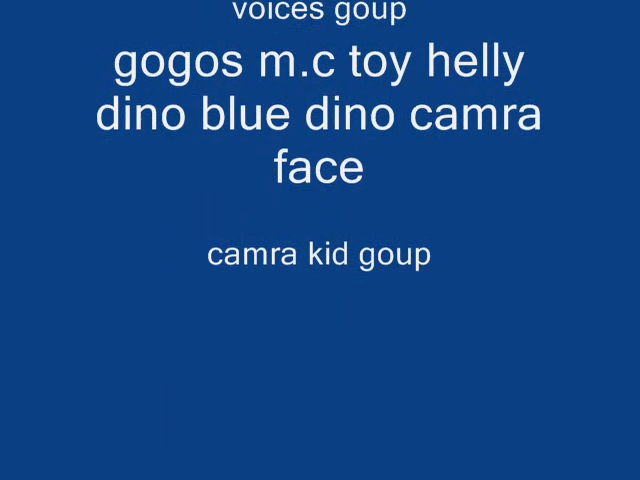 voices goup
gogos m.c toy helly
dino blue dino camra
face
camra kid goup